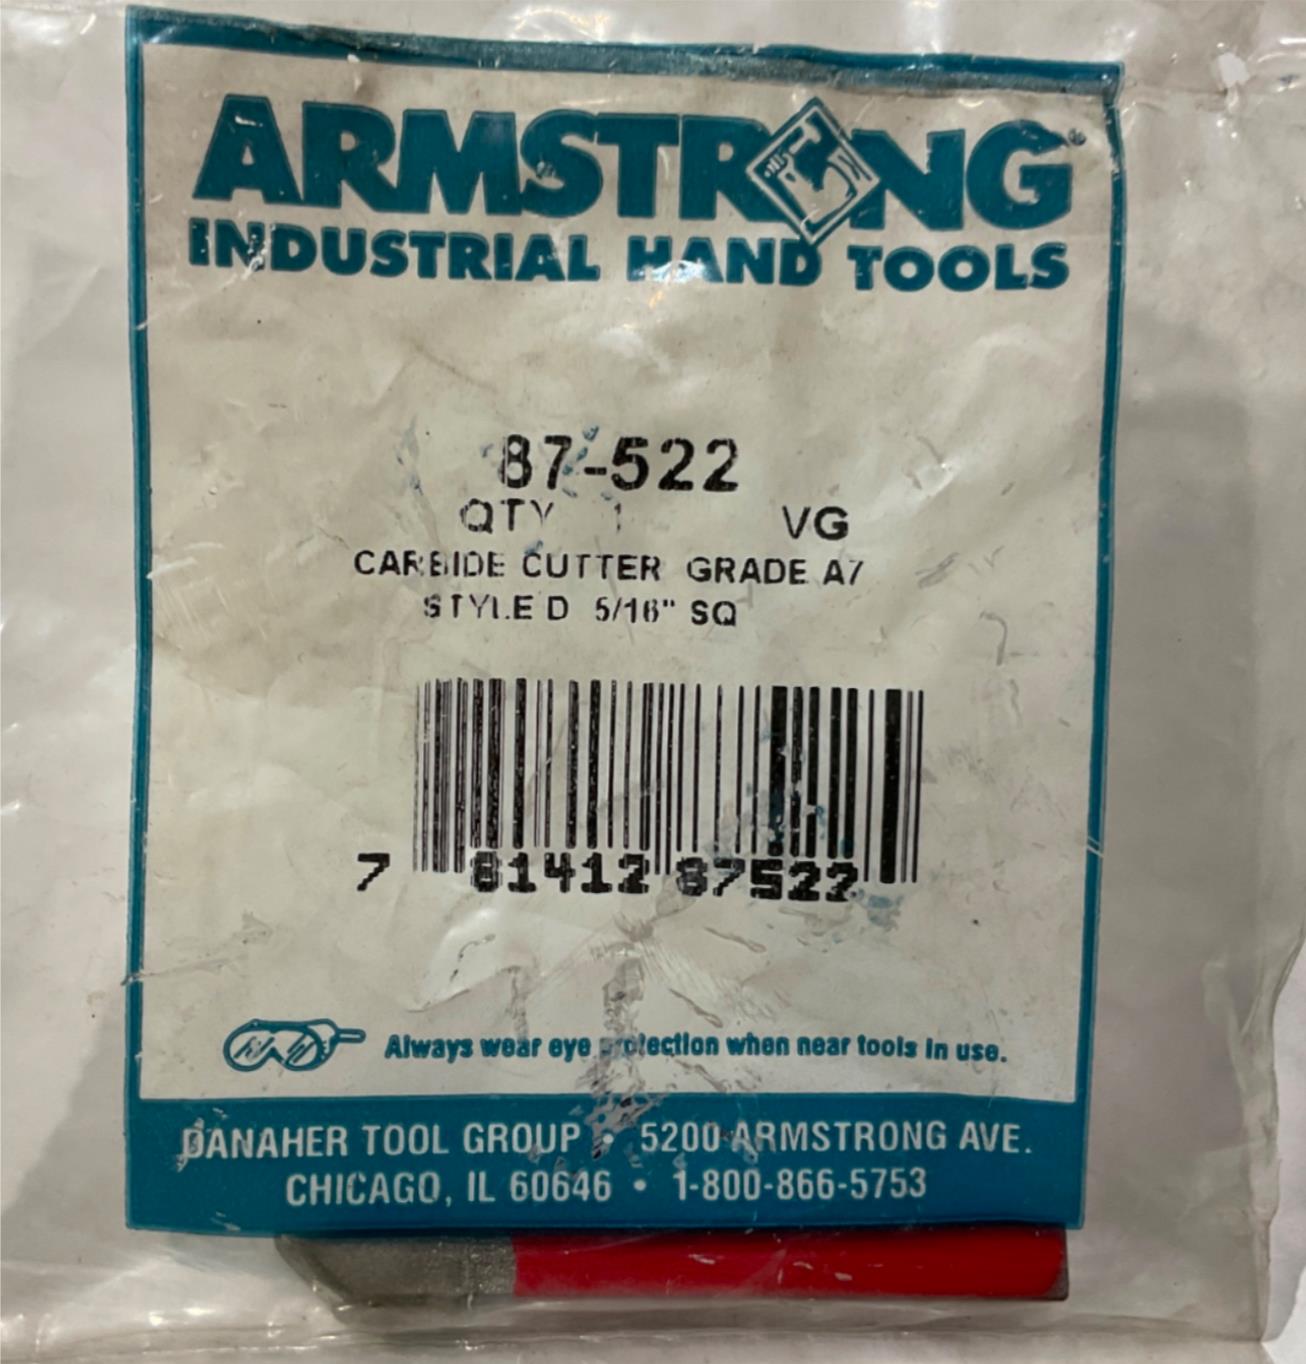 ARMSTRONG®
INDUSTRIAL HAND TOOLS
87-522
QTY 1 VG
CARBIDE CUTTER GRADE A7
STYLE D 5/16" SQ
7 81412 87522
Always wear eye protection when near tools in use.
DANAHER TOOL GROUP • 5200 ARMSTRONG AVE.
CHICAGO, IL 60646 • 1-800-866-5753